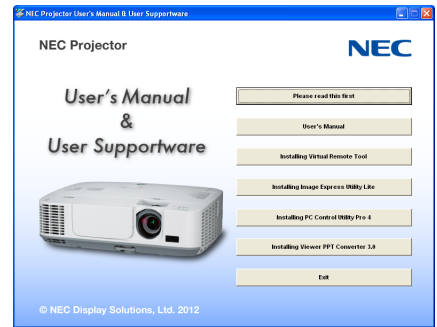 NEC Projector User's Manual & User Supportware
NEC Projector
NEC
User's Manual
&
User Supportware
Please read this first
User's Manual
Installing Virtual Remote Tool
Installing Image Express Utility Lite
Installing PC Control Utility Pro 4
Installing Viewer PPT Converter 3.0
Exit
© NEC Display Solutions, Ltd. 2012